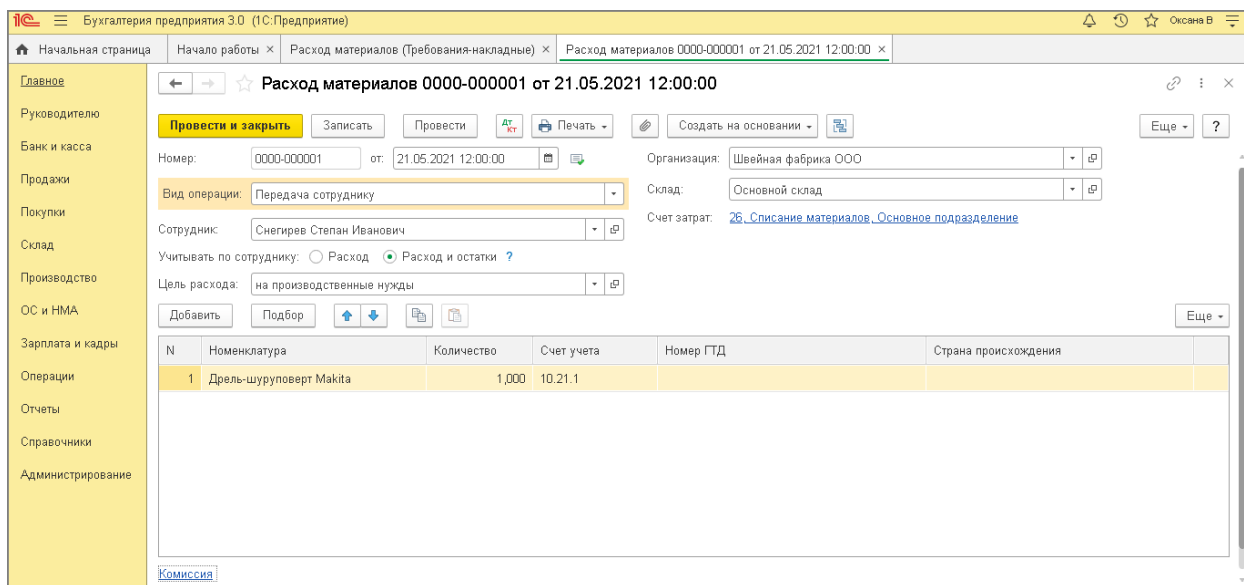 1С Бухгалтерия предприятия 3.0 (1С:Предприятие) Оксана В
Начальная страница Начало работы × Расход материалов (Требования-накладные) × Расход материалов 0000-000001 от 21.05.2021 12:00:00 ×
Главное
Руководителю
Банк и касса
Продажи
Покупки
Склад
Производство
ОС и НМА
Зарплата и кадры
Операции
Отчеты
Справочники
Администрирование
Расход материалов 0000-000001 от 21.05.2021 12:00:00
Провести и закрыть Записать Провести Дт Кт Печать Создать на основании Еще ?
Номер: 0000-000001 от: 21.05.2021 12:00:00 Организация: Швейная фабрика ООО
Вид операции: Передача сотруднику Склад: Основной склад
Счет затрат: 26, Списание материалов, Основное подразделение
Сотрудник: Снегирев Степан Иванович
Учитывать по сотруднику: Расход Расход и остатки ?
Цель расхода: на производственные нужды
Добавить Подбор Еще
N Номенклатура Количество Счет учета Номер ГТД Страна происхождения
1 Дрель-шуруповерт Makita 1,000 10.21.1
Комиссия